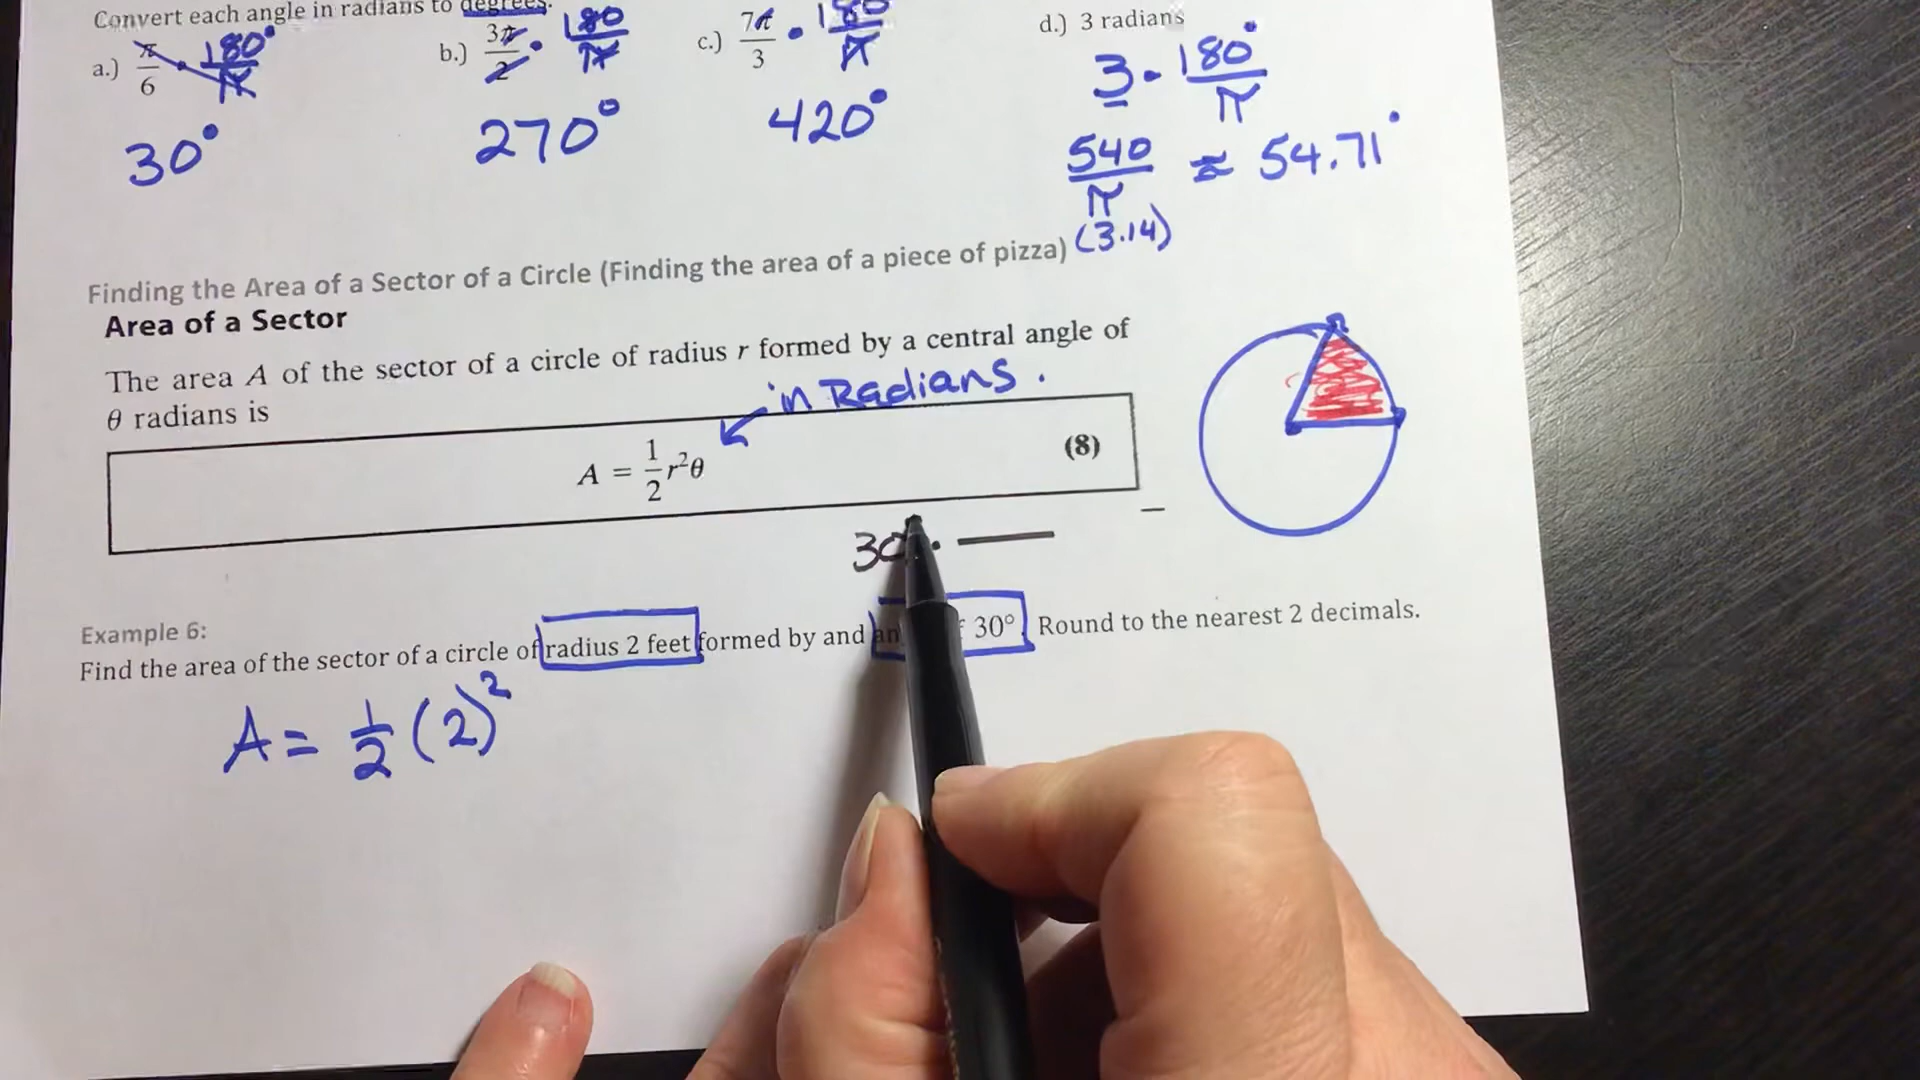 Convert each angle in radians to degrees.
a.) π/6 • 180°/π
b.) 3π/2 • 180/π
c.) 7π/3 • 180/π
d.) 3 radians
3 • 180°/π
30°
270°
420°
540/π ≈ 54.71°
(3.14)
Finding the Area of a Sector of a Circle (Finding the area of a piece of pizza)
Area of a Sector
The area A of the sector of a circle of radius r formed by a central angle of
θ radians is
in Radians.
A = 1/2 r²θ (8)
30
Example 6:
Find the area of the sector of a circle of radius 2 feet formed by and 30°. Round to the nearest 2 decimals.
A = 1/2 (2)²